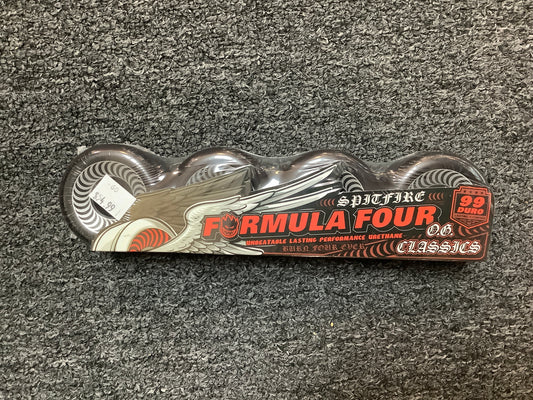 SPITFIRE
FORMULA FOUR
UNBEATABLE LASTING PERFORMANCE URETHANE
O.G.
BURN FOUR EVER
CLASSICS
99
DURO